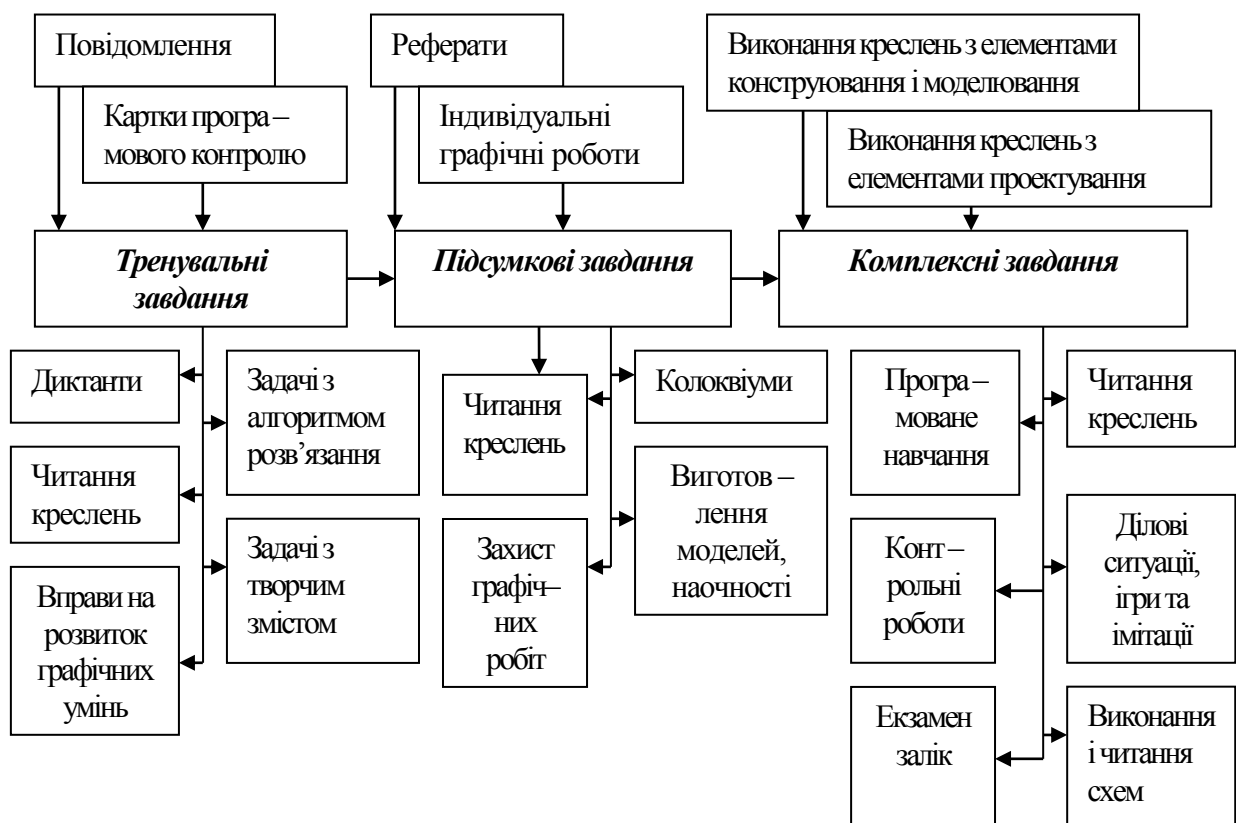 Повідомлення
Картки програ –
мового контролю
Реферати
Індивідуальні
графічні роботи
Виконання креслень з елементами
конструювання і моделювання
Виконання креслень з
елементами проектування
Тренувальні
завдання
Підсумкові завдання
Комплексні завдання
Диктанти
Читання
креслень
Вправи на
розвиток
графічних
умінь
Задачі з
алгоритмом
розв’язання
Задачі з
творчим
змістом
Читання
креслень
Захист
графіч–
них
робіт
Колоквіуми
Виготов –
лення
моделей,
наочності
Програ –
моване
навчання
Конт –
рольні
роботи
Екзамен
залік
Читання
креслень
Ділові
ситуації,
ігри та
імітації
Виконання
і читання
схем